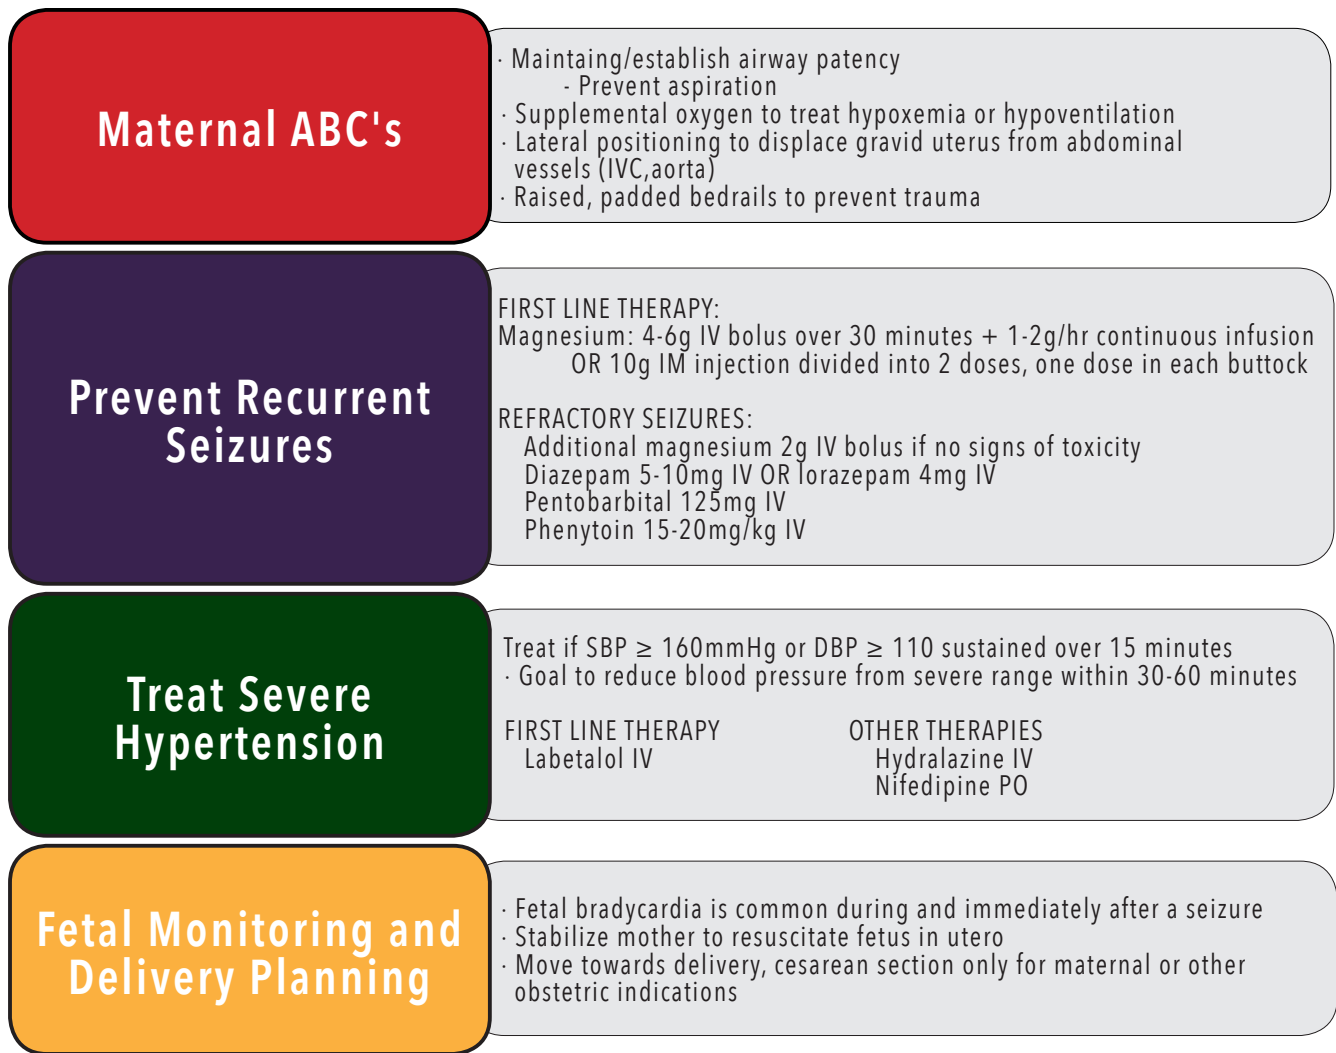 Maternal ABC's
· Maintaing/establish airway patency
- Prevent aspiration
· Supplemental oxygen to treat hypoxemia or hypoventilation
· Lateral positioning to displace gravid uterus from abdominal
vessels (IVC,aorta)
· Raised, padded bedrails to prevent trauma
Prevent Recurrent
Seizures
FIRST LINE THERAPY:
Magnesium: 4-6g IV bolus over 30 minutes + 1-2g/hr continuous infusion
OR 10g IM injection divided into 2 doses, one dose in each buttock
REFRACTORY SEIZURES:
Additional magnesium 2g IV bolus if no signs of toxicity
Diazepam 5-10mg IV OR lorazepam 4mg IV
Pentobarbital 125mg IV
Phenytoin 15-20mg/kg IV
Treat Severe
Hypertension
Treat if SBP ≥ 160mmHg or DBP ≥ 110 sustained over 15 minutes
· Goal to reduce blood pressure from severe range within 30-60 minutes
FIRST LINE THERAPY
Labetalol IV
OTHER THERAPIES
Hydralazine IV
Nifedipine PO
Fetal Monitoring and
Delivery Planning
· Fetal bradycardia is common during and immediately after a seizure
· Stabilize mother to resuscitate fetus in utero
· Move towards delivery, cesarean section only for maternal or other
obstetric indications